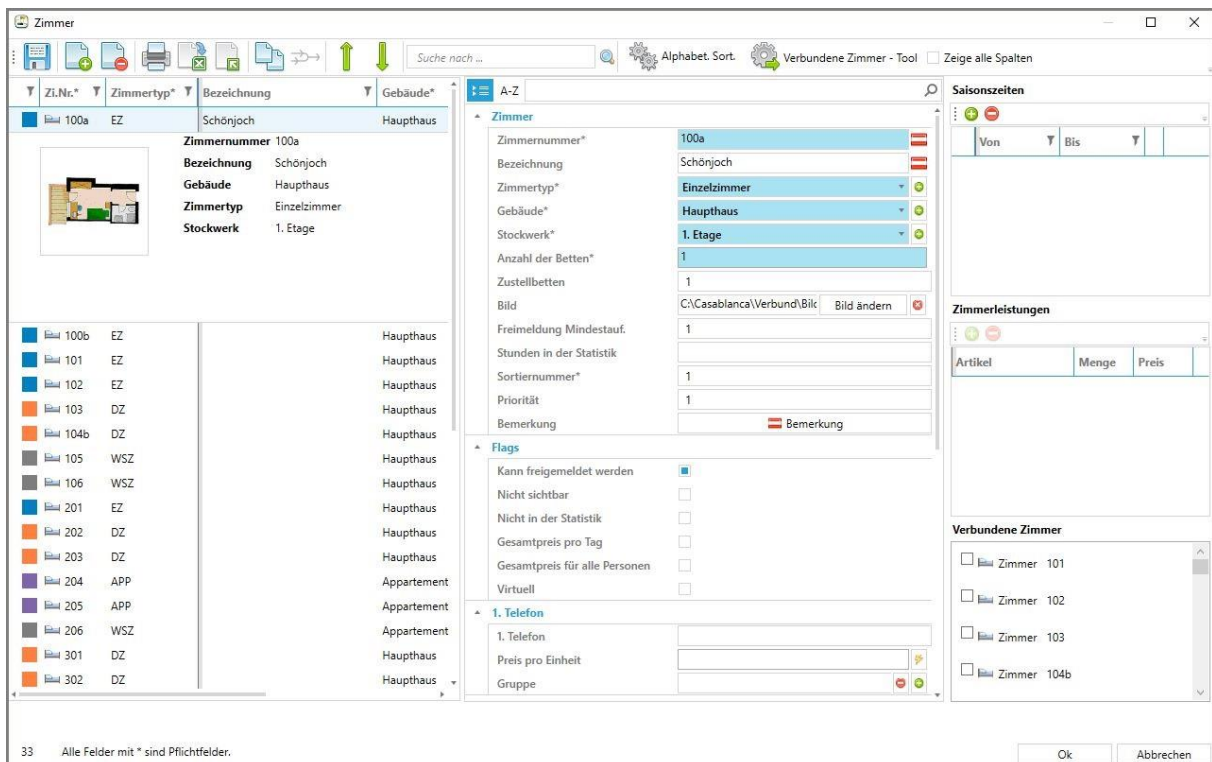 Zimmer
Suche nach ...
Alphabet. Sort.
Verbundene Zimmer - Tool
Zeige alle Spalten
Zi.Nr.* Zimmertyp* Bezeichnung Gebäude*
100a EZ Schönjoch Haupthaus
Zimmernummer 100a
Bezeichnung Schönjoch
Gebäude Haupthaus
Zimmertyp Einzelzimmer
Stockwerk 1. Etage
100b EZ Haupthaus
101 EZ Haupthaus
102 EZ Haupthaus
103 DZ Haupthaus
104b DZ Haupthaus
105 WSZ Haupthaus
106 WSZ Haupthaus
201 EZ Haupthaus
202 DZ Haupthaus
203 DZ Haupthaus
204 APP Appartement
205 APP Appartement
206 WSZ Appartement
301 DZ Haupthaus
302 DZ Haupthaus
A-Z
Zimmer
Zimmernummer* 100a
Bezeichnung Schönjoch
Zimmertyp* Einzelzimmer
Gebäude* Haupthaus
Stockwerk* 1. Etage
Anzahl der Betten* 1
Zustellbetten 1
Bild C:\Casablanca\Verbund\Bilc Bild ändern
Freimeldung Mindestauf. 1
Stunden in der Statistik
Sortiernummer* 1
Priorität 1
Bemerkung Bemerkung
Flags
Kann freigemeldet werden
Nicht sichtbar
Nicht in der Statistik
Gesamtpreis pro Tag
Gesamtpreis für alle Personen
Virtuell
1. Telefon
1. Telefon
Preis pro Einheit
Gruppe
Saisonszeiten
Von Bis
Zimmerleistungen
Artikel Menge Preis
Verbundene Zimmer
Zimmer 101
Zimmer 102
Zimmer 103
Zimmer 104b
33 Alle Felder mit * sind Pflichtfelder.
Ok Abbrechen